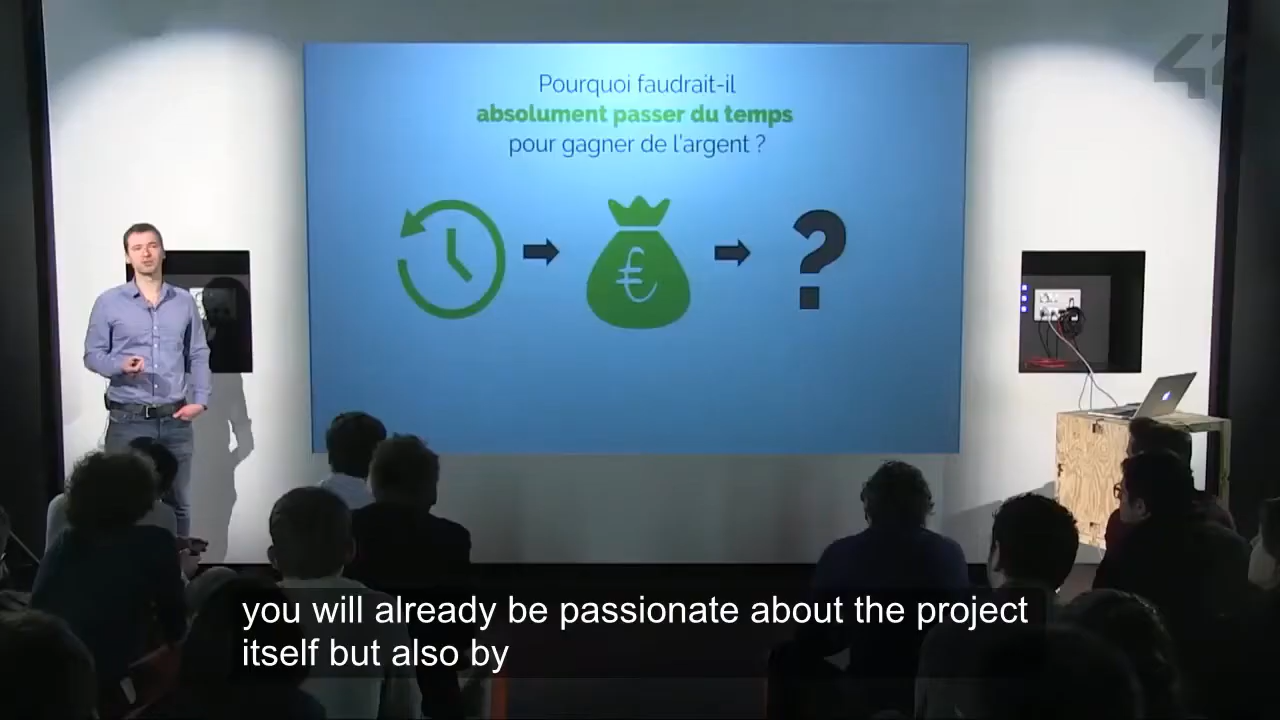 42
Pourquoi faudrait-il
absolument passer du temps
pour gagner de l'argent ?
€
?
you will already be passionate about the project
itself but also by